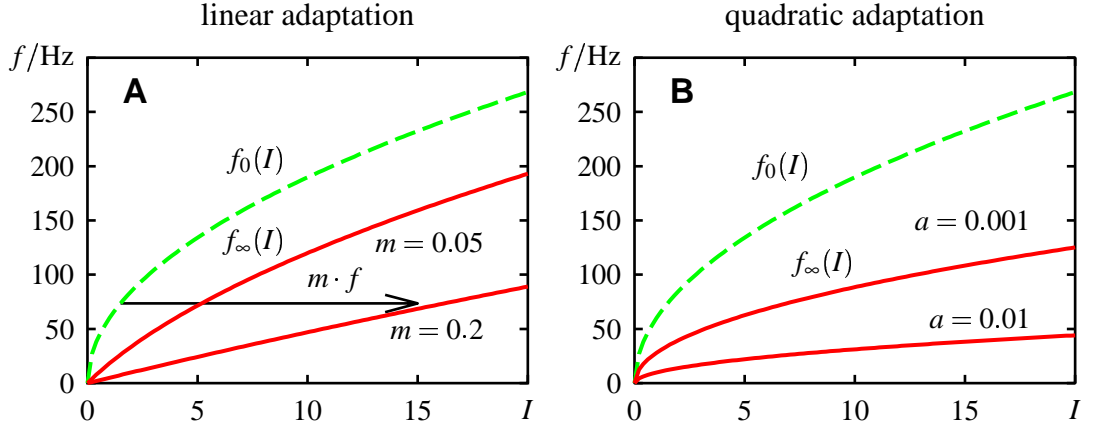 linear adaptation
f/Hz
A
250
200
150
100
50
0
f₀(I)
f∞(I)
m = 0.05
m · f
m = 0.2
0 5 10 15 I
quadratic adaptation
f/Hz
B
250
200
150
100
50
0
f₀(I)
a = 0.001
f∞(I)
a = 0.01
0 5 10 15 I